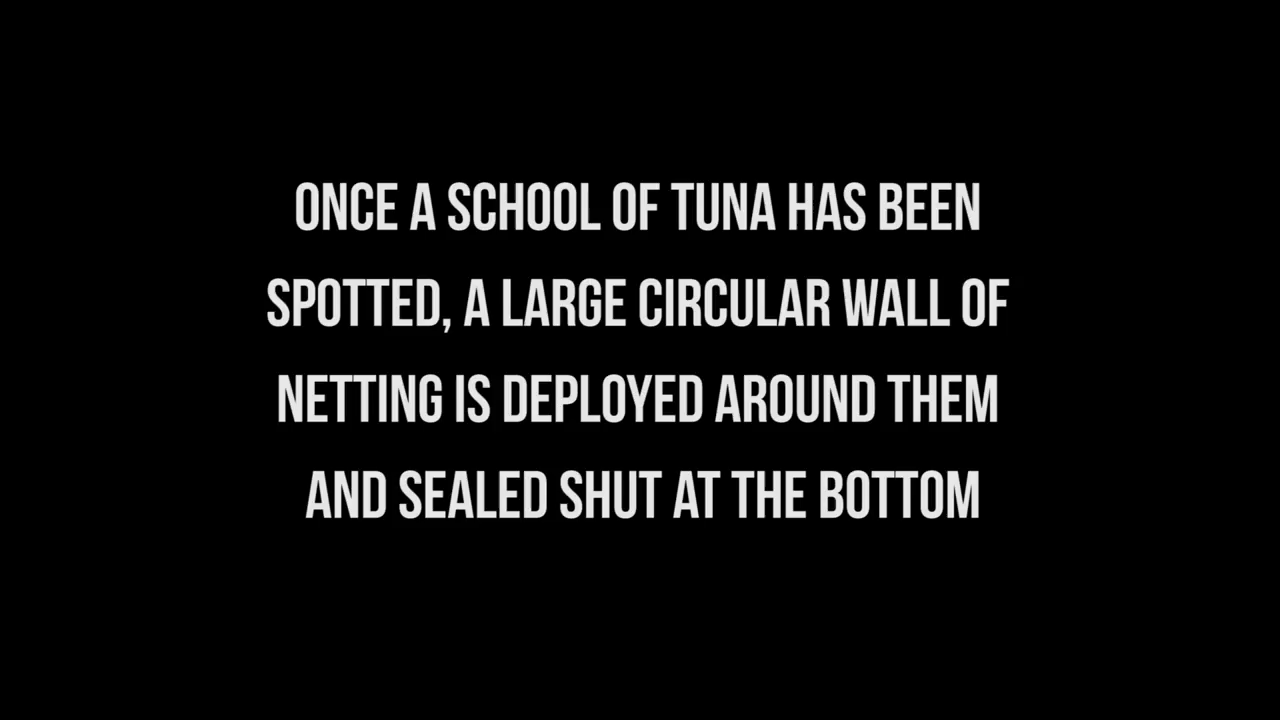 ONCE A SCHOOL OF TUNA HAS BEEN
SPOTTED, A LARGE CIRCULAR WALL OF
NETTING IS DEPLOYED AROUND THEM
AND SEALED SHUT AT THE BOTTOM